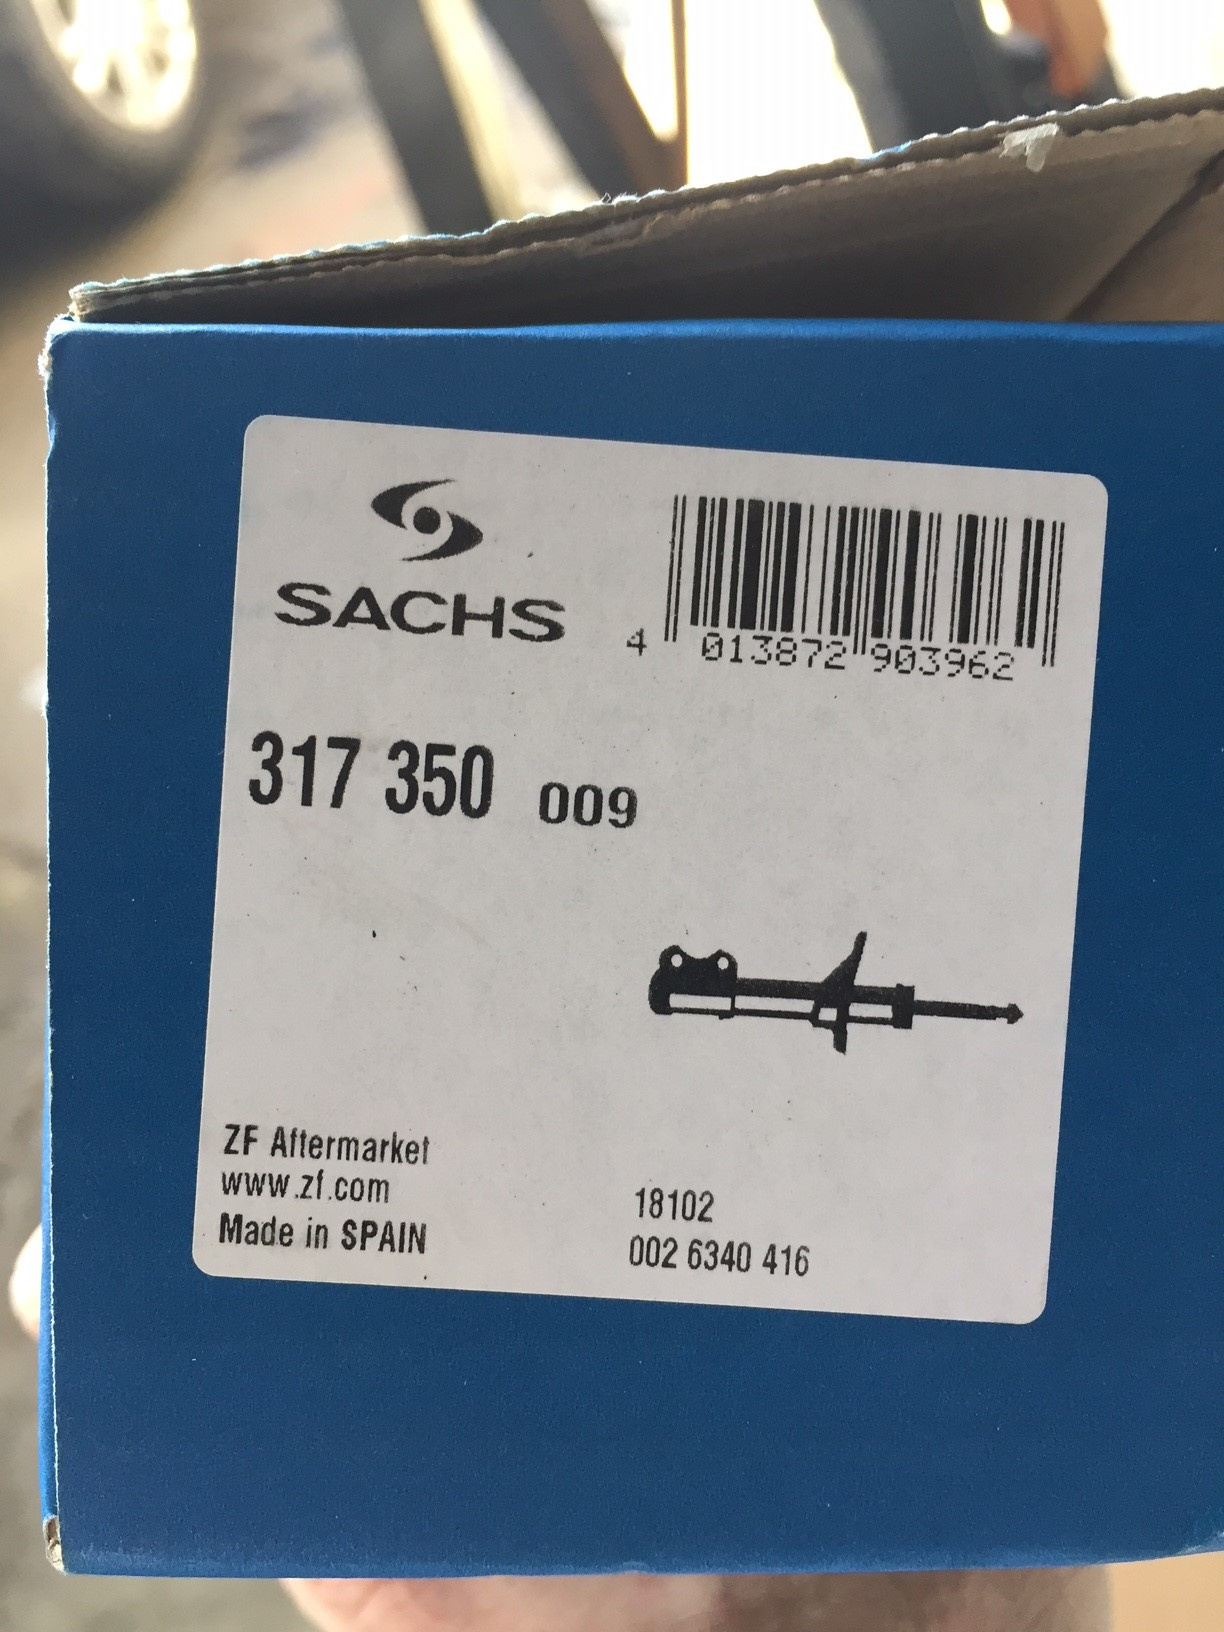 SACHS
4 013872 903962
317 350 009
ZF Aftermarket
www.zf.com
Made in SPAIN
18102
002 6340 416